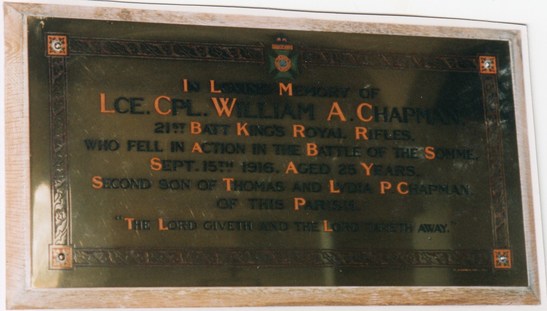 In Loving Memory of
Lce. Cpl. William A. Chapman
21st Batt King's Royal Rifles,
who fell in Action in the Battle of the Somme,
Sept. 15th 1916, Aged 25 Years.
Second son of Thomas and Lydia P Chapman
of this Parish.
"The Lord giveth and the Lord taketh away.